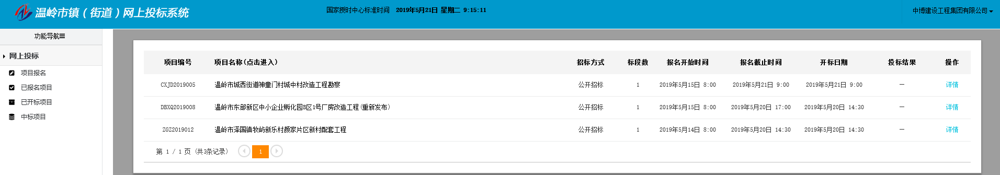 温岭市镇（街道）网上投标系统
国家授时中心标准时间 2019年5月21日 星期二 9:15:11
中博建设工程集团有限公司
功能导航
网上投标
项目报名
已报名项目
已开标项目
中标项目
项目编号 项目名称(点击进入) 招标方式 标段数 报名开始时间 报名截止时间 开标日期 投标结果 操作
CXJD2019005 温岭市城西街道神童门村城中村改造工程勘察 公开招标 1 2019年5月15日 8:00 2019年5月21日 9:00 2019年5月21日 9:00 — 详情
DBXQ2019008 温岭市东部新区中小企业孵化园B区1号厂房改造工程(重新发布) 公开招标 1 2019年5月15日 8:00 2019年5月20日 17:00 2019年5月20日 14:30 — 详情
ZGZ2019012 温岭市泽国镇牧屿新乐村颜家片区新村配套工程 公开招标 1 2019年5月14日 8:00 2019年5月20日 14:30 2019年5月20日 14:30 — 详情
第 1 / 1 页 (共3条记录) 1